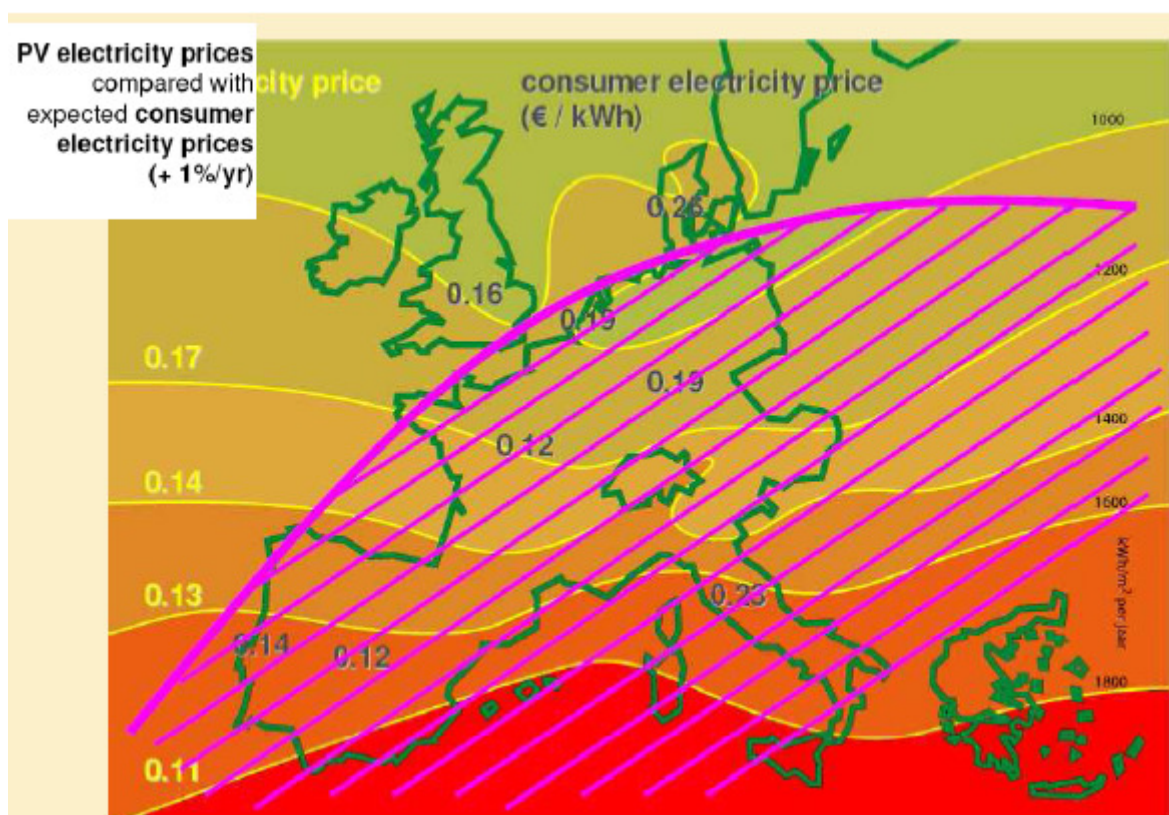 PV electricity prices
compared with
expected consumer
electricity prices
(+ 1%/yr)
city price
consumer electricity price
(€ / kWh)
1000
0.26
1200
0.16
0.19
0.17
0.19
1400
0.12
0.14
1600
kWh/m² per jaar
0.13
0.23
0.14
0.12
1800
0.11